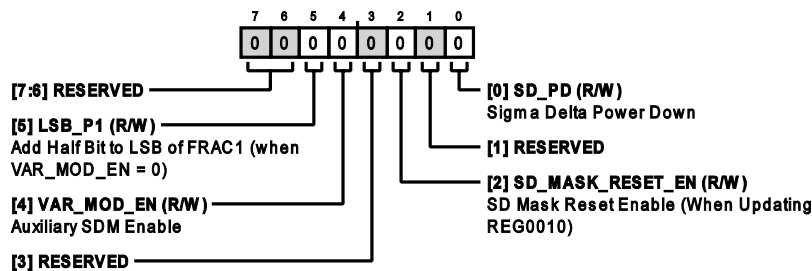 7 6 5 4 3 2 1 0
0 0 0 0 0 0 0 0
[7:6] RESERVED
[5] LSB_P1 (R/W)
Add Half Bit to LSB of FRAC1 (when
VAR_MOD_EN = 0)
[4] VAR_MOD_EN (R/W)
Auxiliary SDM Enable
[3] RESERVED
[0] SD_PD (R/W)
Sigma Delta Power Down
[1] RESERVED
[2] SD_MASK_RESET_EN (R/W)
SD Mask Reset Enable (When Updating
REG0010)